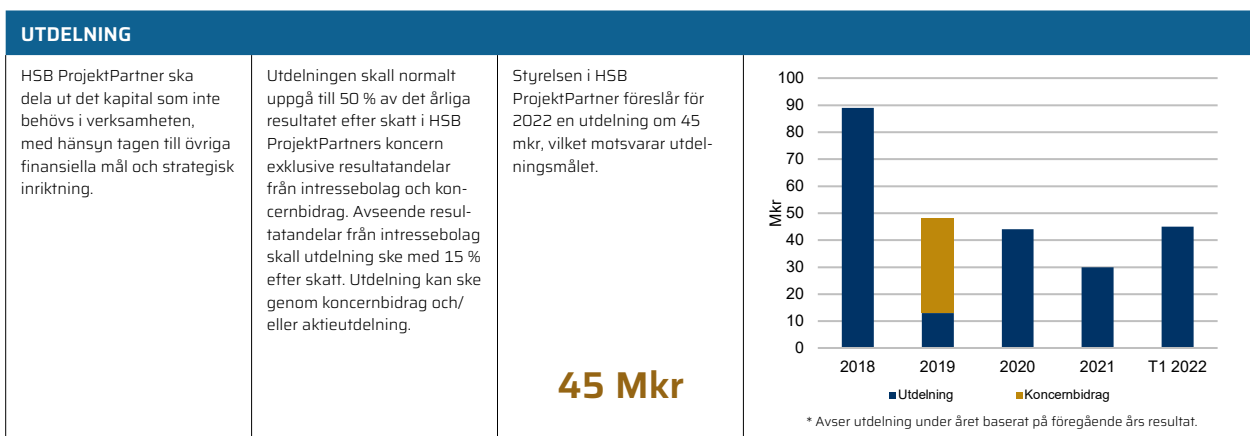 UTDELNING
HSB ProjektPartner ska
dela ut det kapital som inte
behövs i verksamheten,
med hänsyn tagen till övriga
finansiella mål och strategisk
inriktning.
Utdelningen skall normalt
uppgå till 50 % av det årliga
resultatet efter skatt i HSB
ProjektPartners koncern
exklusive resultatandelar
från intressebolag och kon-
cernbidrag. Avseende resul-
tatandelar från intressebolag
skall utdelning ske med 15 %
efter skatt. Utdelning kan ske
genom koncernbidrag och/
eller aktieutdelning.
Styrelsen i HSB
ProjektPartner föreslår för
2022 en utdelning om 45
mkr, vilket motsvarar utdel-
ningsmålet.
45 Mkr
Mkr
100
90
80
70
60
50
40
30
20
10
0
2018 2019 2020 2021 T1 2022
Utdelning Koncernbidrag
* Avser utdelning under året baserat på föregående års resultat.